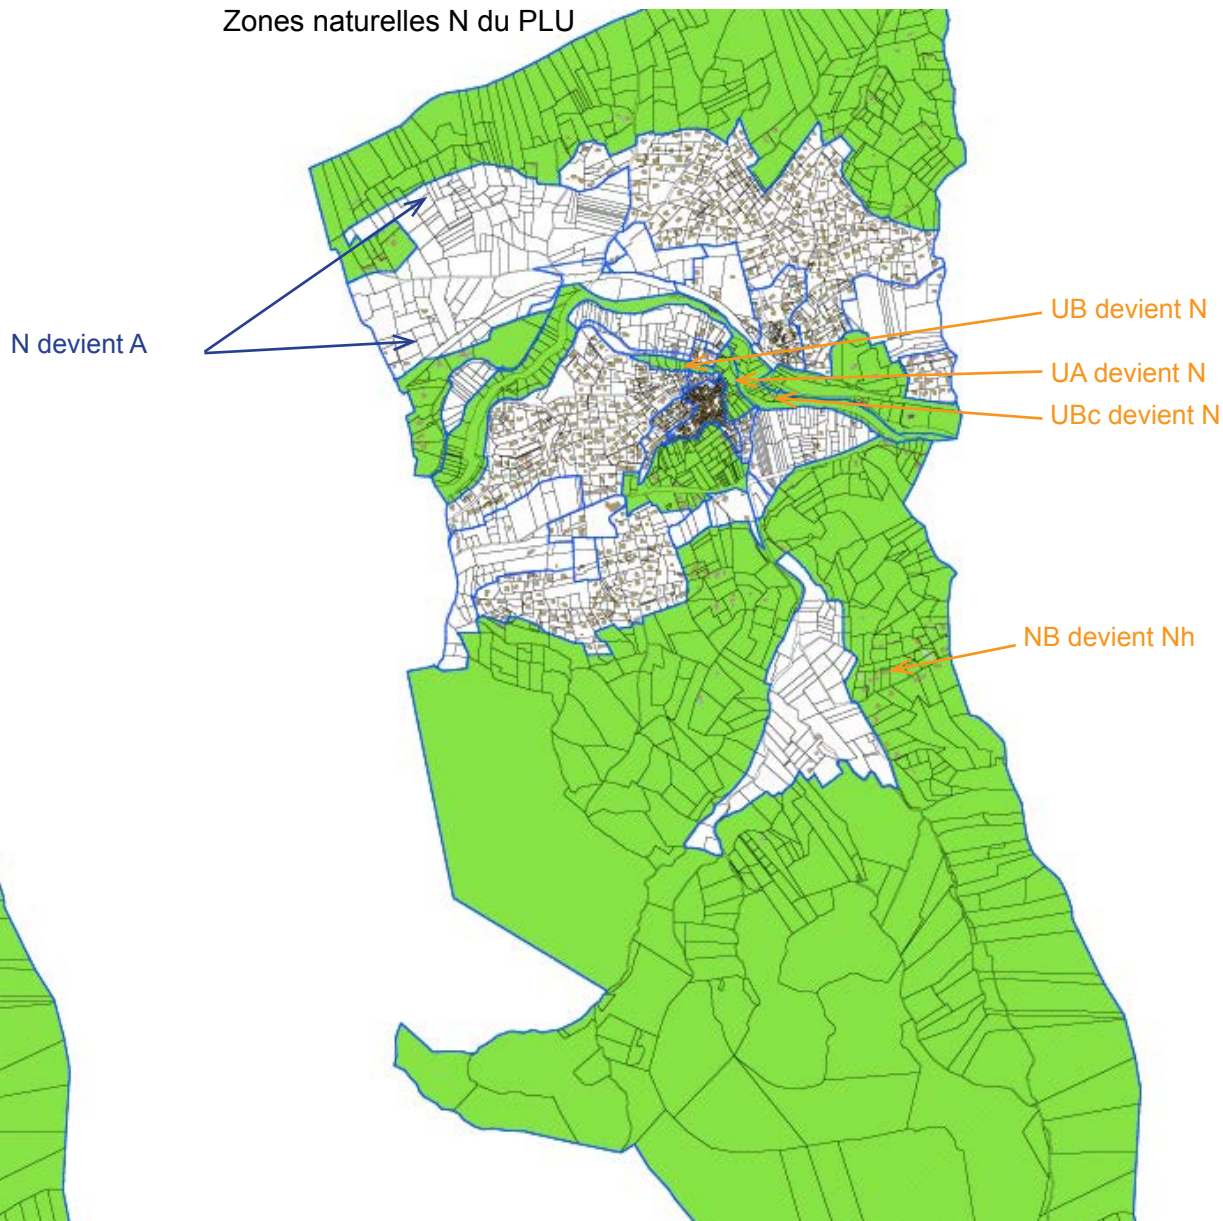 Zones naturelles N du PLU
UB devient N
N devient A
UA devient N
UBc devient N
NB devient Nh